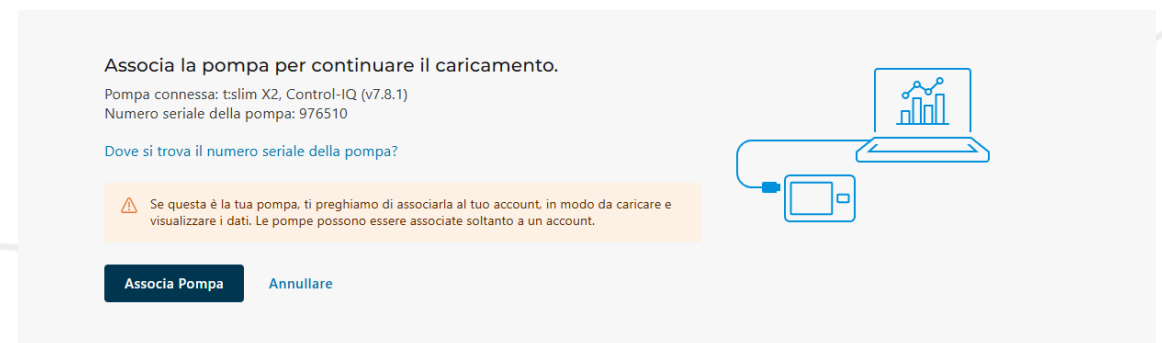 Associa la pompa per continuare il caricamento.
Pompa connessa: t:slim X2, Control-IQ (v7.8.1)
Numero seriale della pompa: 976510
Dove si trova il numero seriale della pompa?
Se questa è la tua pompa, ti preghiamo di associarla al tuo account, in modo da caricare e
visualizzare i dati. Le pompe possono essere associate soltanto a un account.
Associa Pompa
Annullare